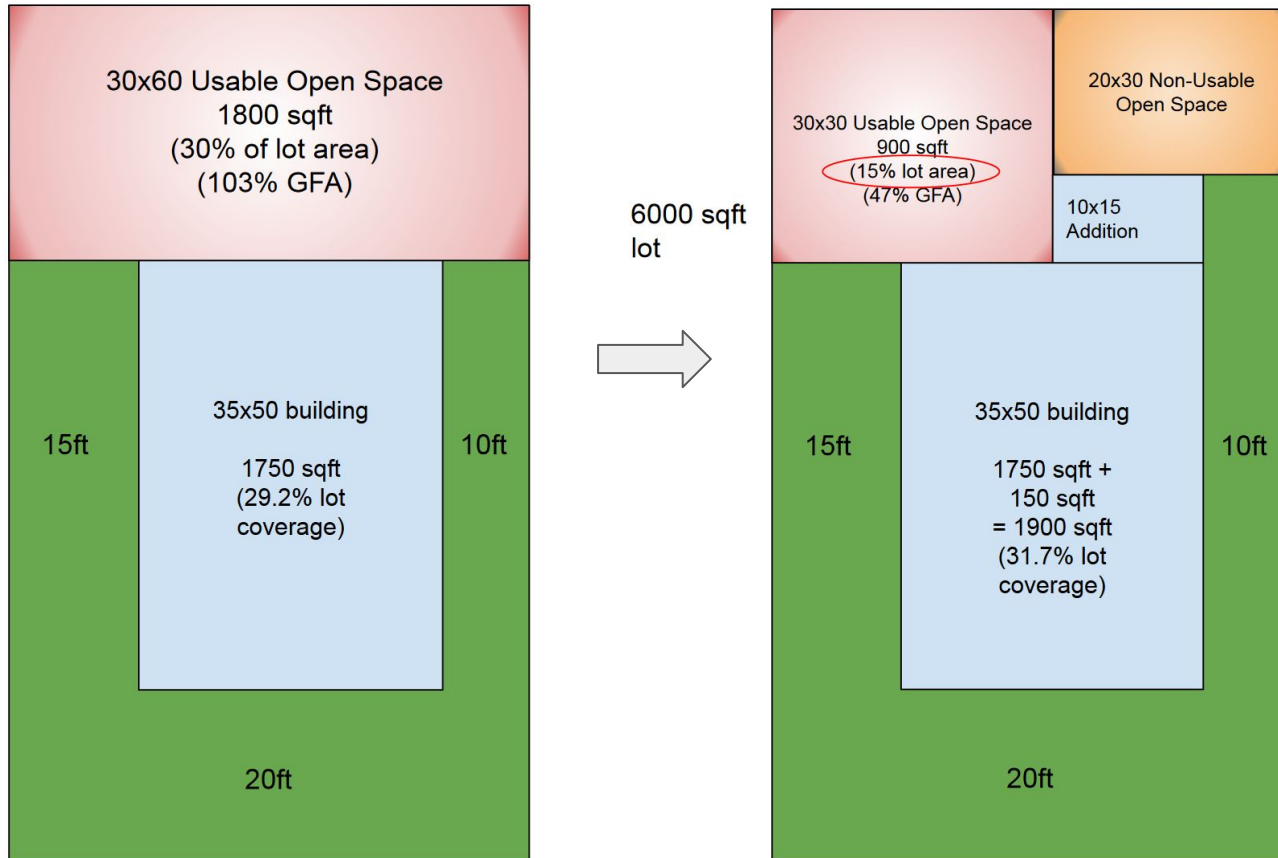 30x60 Usable Open Space
1800 sqft
(30% of lot area)
(103% GFA)
15ft
35x50 building
1750 sqft
(29.2% lot
coverage)
10ft
20ft
6000 sqft
lot
30x30 Usable Open Space
900 sqft
(15% lot area)
(47% GFA)
20x30 Non-Usable
Open Space
10x15
Addition
15ft
35x50 building
1750 sqft +
150 sqft
= 1900 sqft
(31.7% lot
coverage)
10ft
20ft